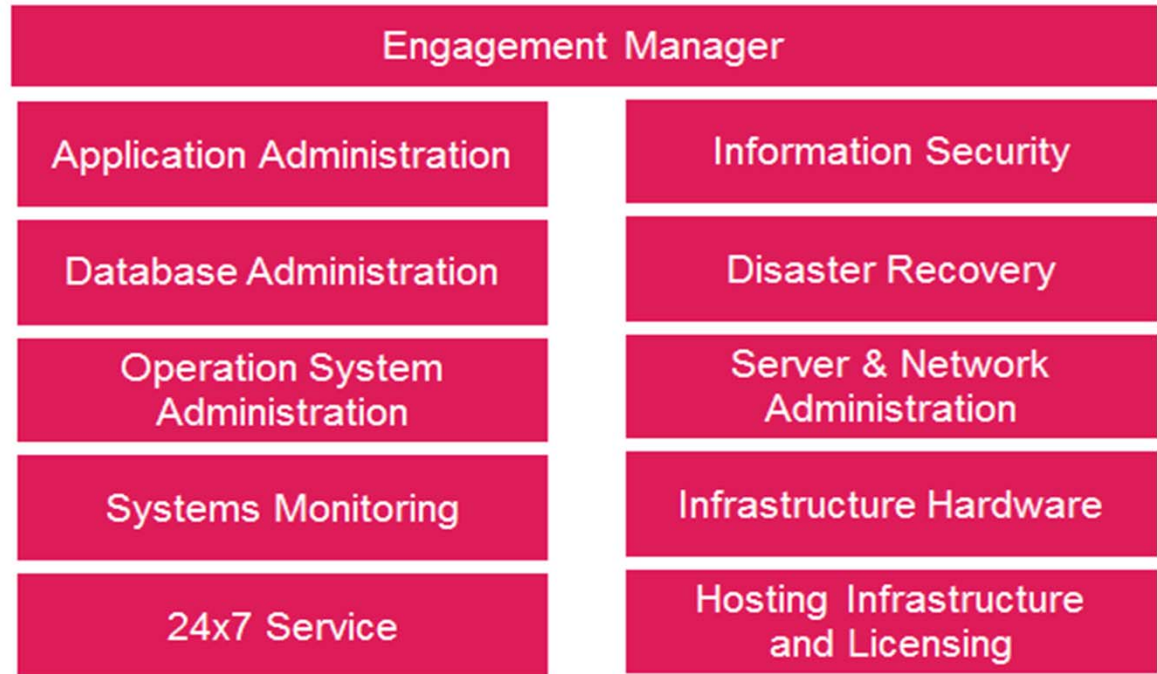 Engagement Manager
Application Administration
Database Administration
Operation System
Administration
Systems Monitoring
24x7 Service
Information Security
Disaster Recovery
Server & Network
Administration
Infrastructure Hardware
Hosting Infrastructure
and Licensing